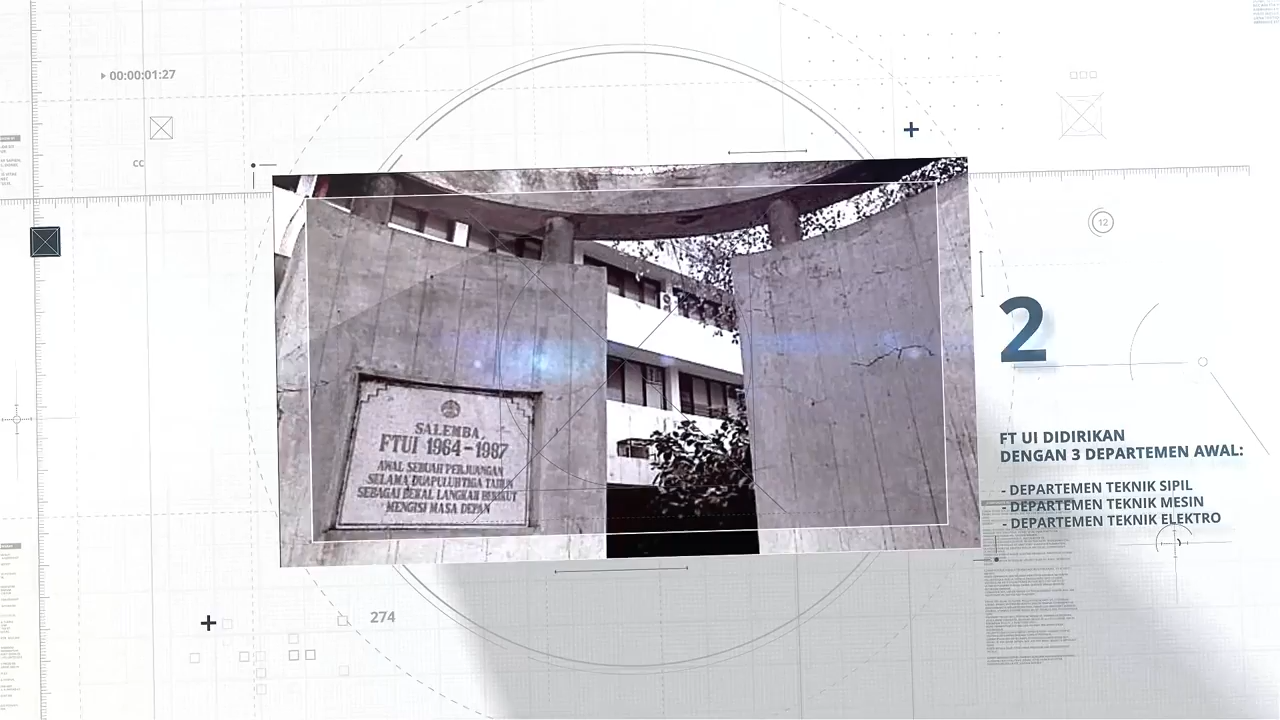 00:00:01:27
CC
12
SALEMBA
FTUI 1964-1987
AWAL SEBUAH PERJUANGAN
SELAMA DUAPULUHTIGA TAHUN
SEBAGAI BEKAL LANGKAH BERIKUT
MENGISI MASA DEPAN
2
FT UI DIDIRIKAN
DENGAN 3 DEPARTEMEN AWAL:
- DEPARTEMEN TEKNIK SIPIL
- DEPARTEMEN TEKNIK MESIN
- DEPARTEMEN TEKNIK ELEKTRO
274